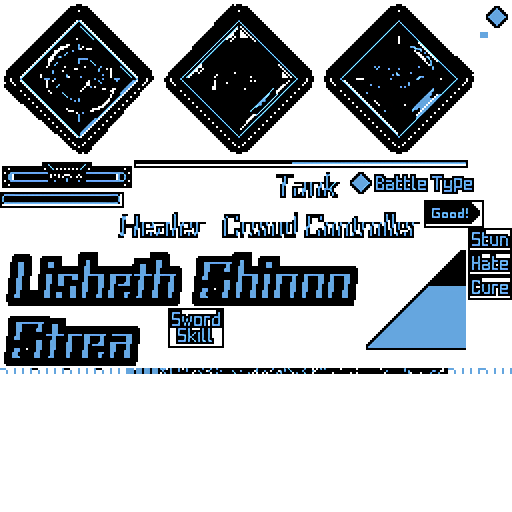 Tank
Battle Type
Good!
Healer
Crowd Controller
Stun
Hate
Cure
Lisbeth
Shinon
Strea
Sword
Skill